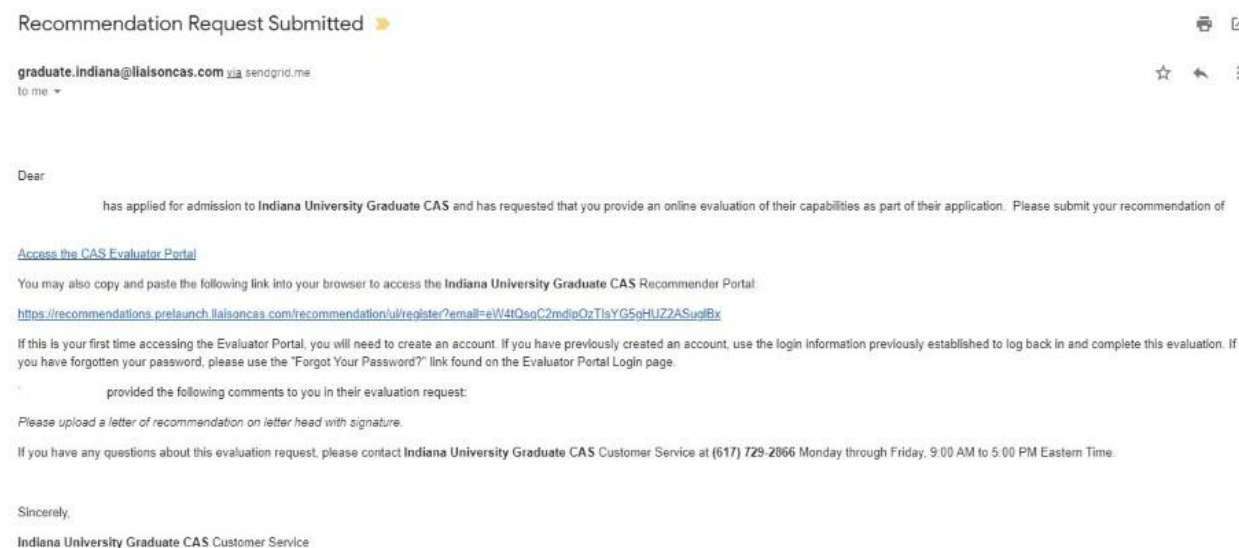 Recommendation Request Submitted
graduate.indiana@liaisoncas.com via sendgrid.me
to me
Dear
has applied for admission to Indiana University Graduate CAS and has requested that you provide an online evaluation of their capabilities as part of their application. Please submit your recommendation of
Access the CAS Evaluator Portal
You may also copy and paste the following link into your browser to access the Indiana University Graduate CAS Recommender Portal:
https://recommendations.prelaunch.liaisoncas.com/recommendation/ui/register?email=eW4tQsqC2mdipOzTIsYG5gHUZ2ASuglBx
If this is your first time accessing the Evaluator Portal, you will need to create an account. If you have previously created an account, use the login information previously established to log back in and complete this evaluation. If
you have forgotten your password, please use the "Forgot Your Password?" link found on the Evaluator Portal Login page.
provided the following comments to you in their evaluation request:
Please upload a letter of recommendation on letter head with signature.
If you have any questions about this evaluation request, please contact Indiana University Graduate CAS Customer Service at (617) 729-2866 Monday through Friday, 9:00 AM to 5:00 PM Eastern Time.
Sincerely,
Indiana University Graduate CAS Customer Service